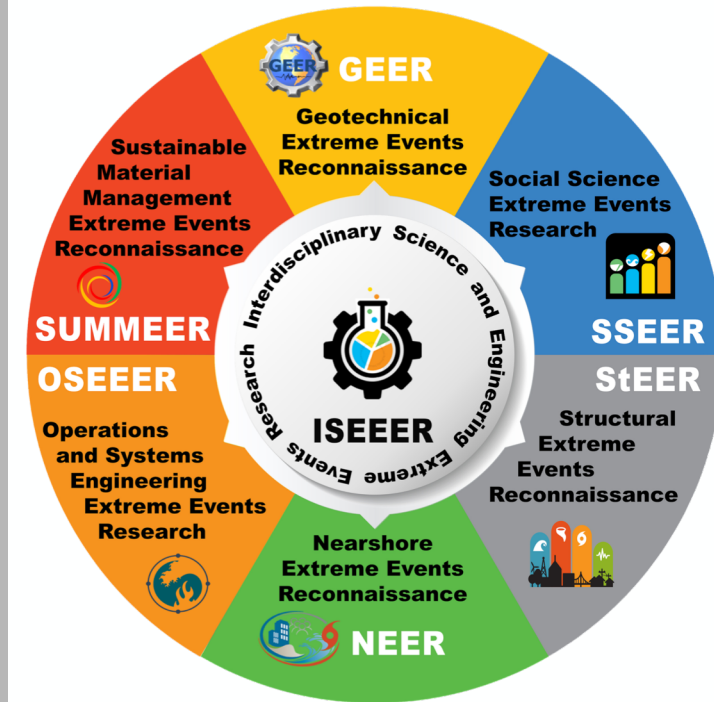 GEER
GEER
Geotechnical
Extreme Events
Reconnaissance
Social Science
Extreme Events
Research
SSEER
StEER
Structural
Extreme
Events
Reconnaissance
Nearshore
Extreme Events
Reconnaissance
NEER
OSEEER
Operations
and Systems
Engineering
Extreme Events
Research
Sustainable
Material
Management
Extreme Events
Reconnaissance
SUMMEER
Interdisciplinary Science and Engineering Extreme Events Research
ISEEER